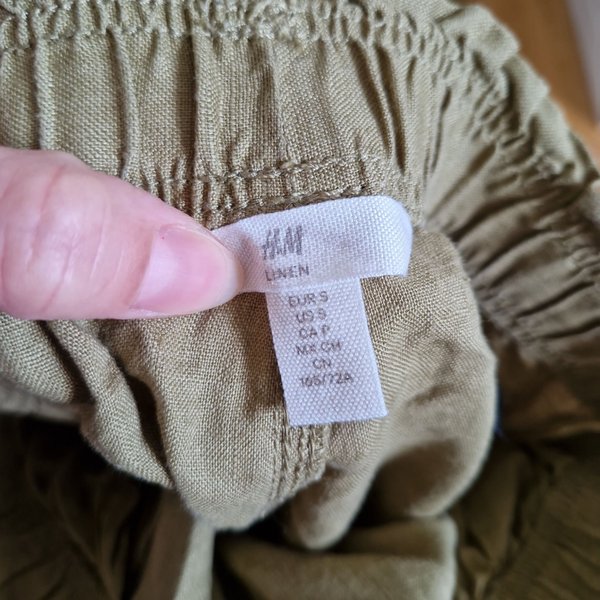 H&M
LINEN
EUR S
US S
CA P
MX CH
CN
165/72A